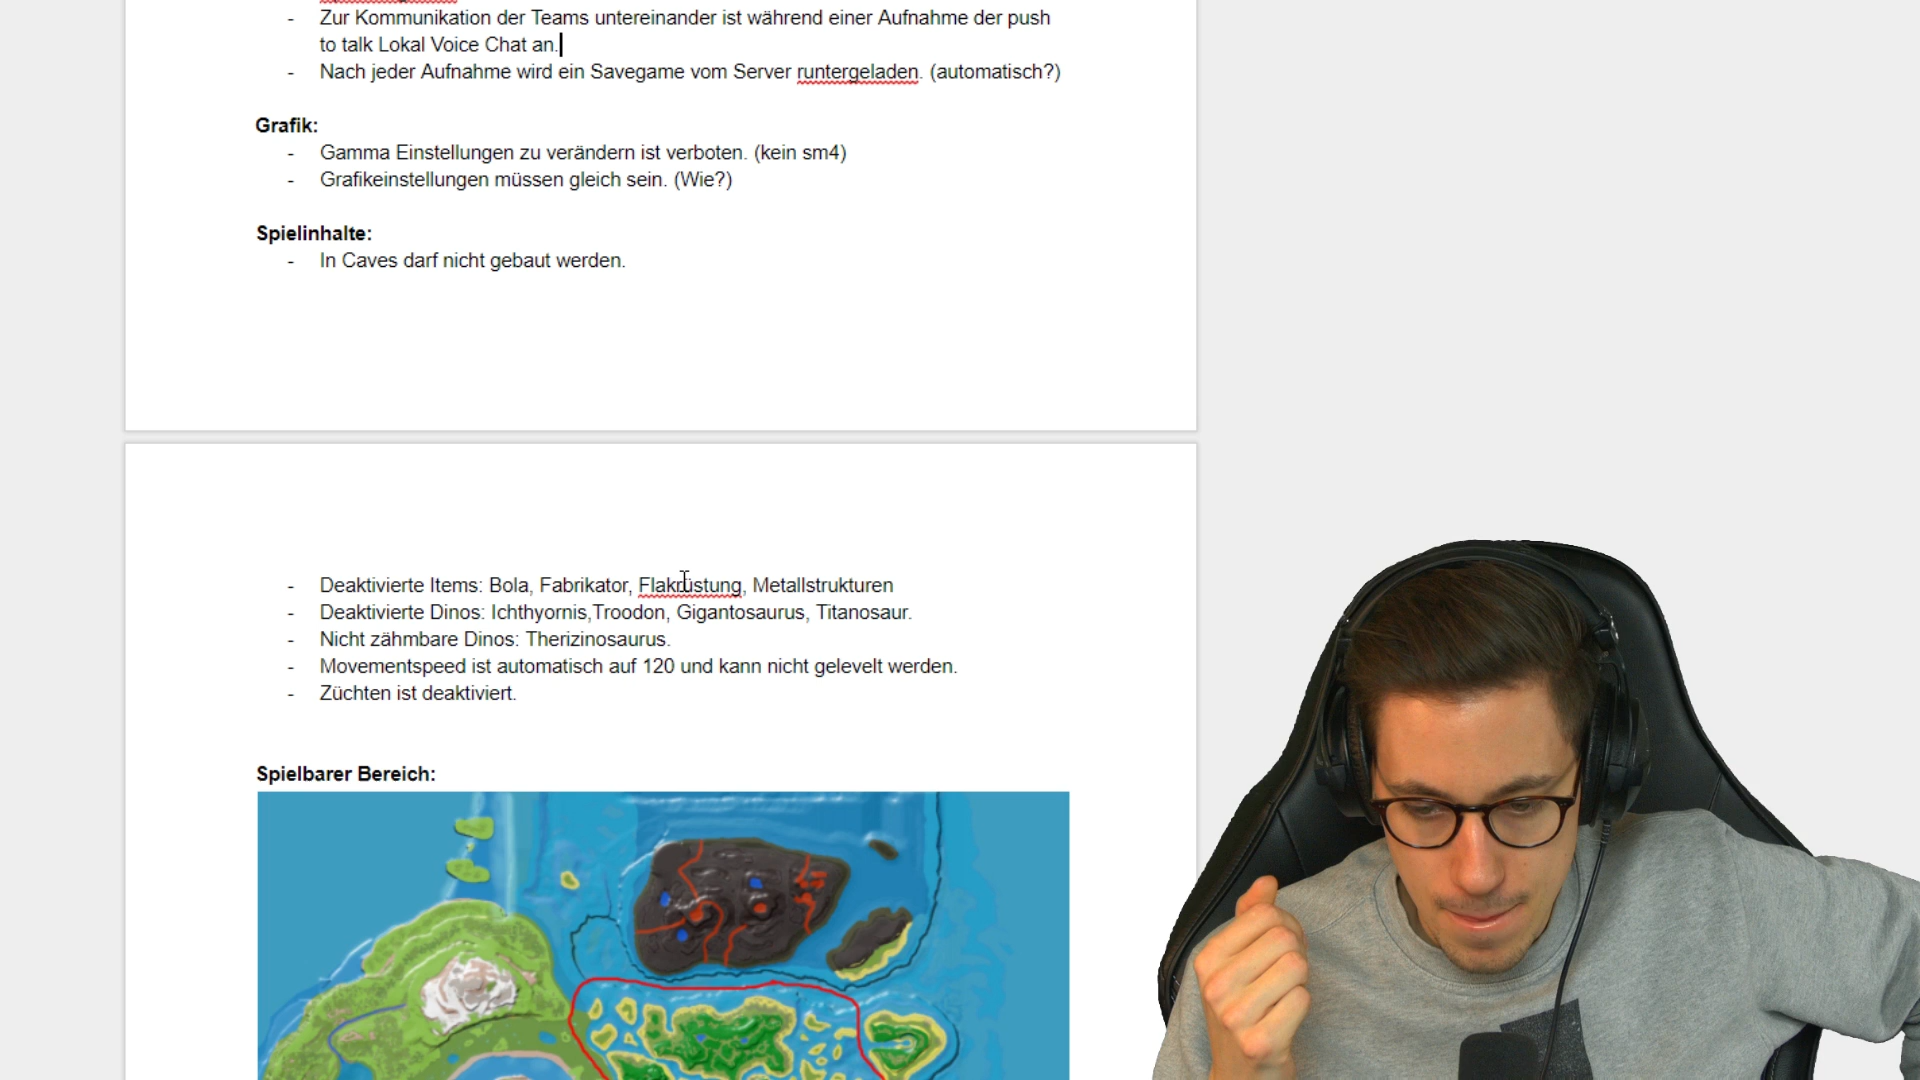 - Zur Kommunikation der Teams untereinander ist während einer Aufnahme der push
to talk Lokal Voice Chat an.
- Nach jeder Aufnahme wird ein Savegame vom Server runtergeladen. (automatisch?)
Grafik:
- Gamma Einstellungen zu verändern ist verboten. (kein sm4)
- Grafikeinstellungen müssen gleich sein. (Wie?)
Spielinhalte:
- In Caves darf nicht gebaut werden.
- Deaktivierte Items: Bola, Fabrikator, Flakrüstung, Metallstrukturen
- Deaktivierte Dinos: Ichthyornis,Troodon, Gigantosaurus, Titanosaur.
- Nicht zähmbare Dinos: Therizinosaurus.
- Movementspeed ist automatisch auf 120 und kann nicht gelevelt werden.
- Züchten ist deaktiviert.
Spielbarer Bereich: